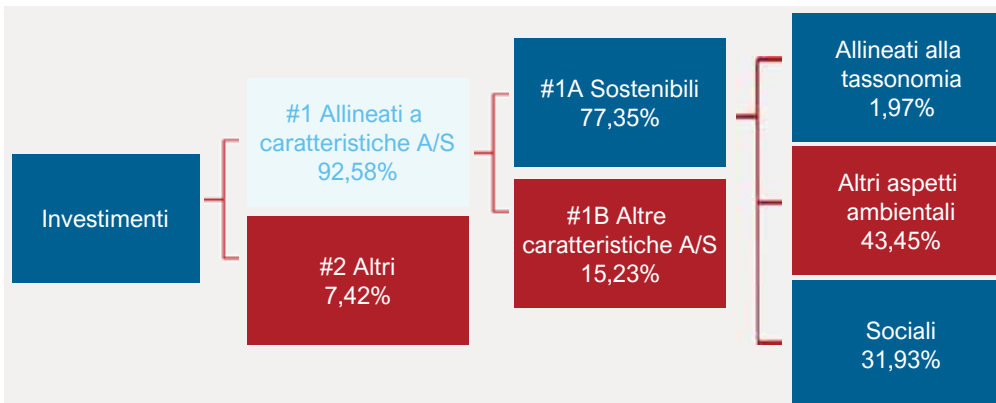 Investimenti
#1 Allineati a
caratteristiche A/S
92,58%
#2 Altri
7,42%
#1A Sostenibili
77,35%
#1B Altre
caratteristiche A/S
15,23%
Allineati alla
tassonomia
1,97%
Altri aspetti
ambientali
43,45%
Sociali
31,93%